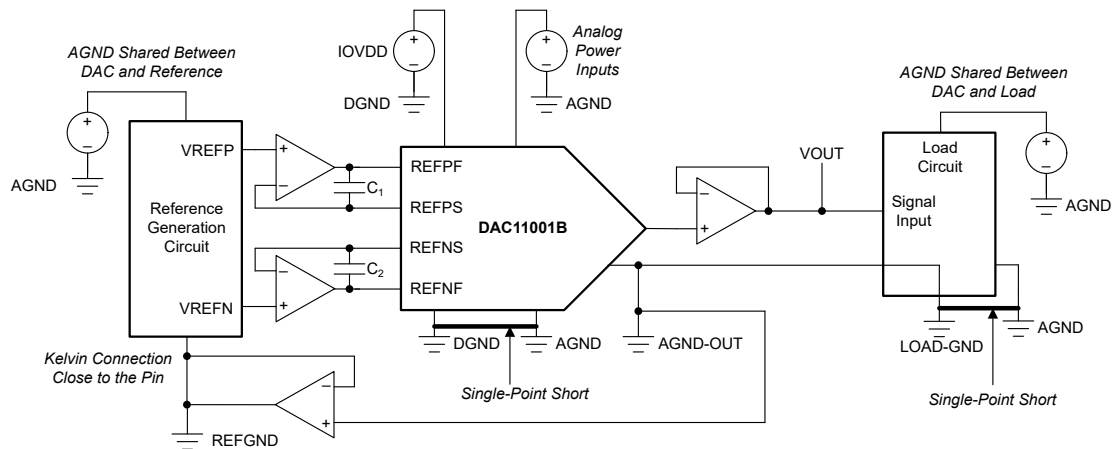 AGND Shared Between
DAC and Reference
+
−
AGND
IOVDD
+
−
DGND
+
−
Analog
Power
Inputs
AGND
AGND Shared Between
DAC and Load
+
−
AGND
VREFP
Reference
Generation
Circuit
VREFN
+
−
C1
−
+
C2
REFPF
REFPS
DAC11001B
REFNS
REFNF
−
+
VOUT
Load
Circuit
Signal
Input
DGND
AGND
Single-Point Short
AGND-OUT
LOAD-GND
AGND
Single-Point Short
Kelvin Connection
Close to the Pin
−
+
REFGND